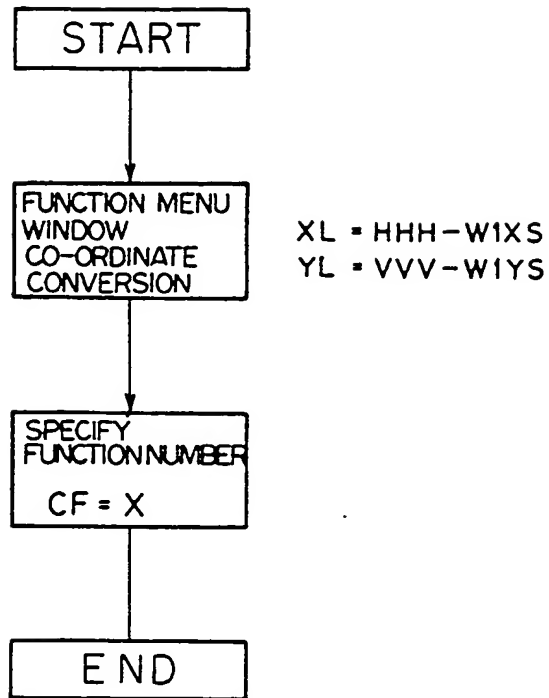 START
FUNCTION MENU
WINDOW
CO-ORDINATE
CONVERSION
XL = HHH-W1XS
YL = VVV-W1YS
SPECIFY
FUNCTION NUMBER
CF = X
END